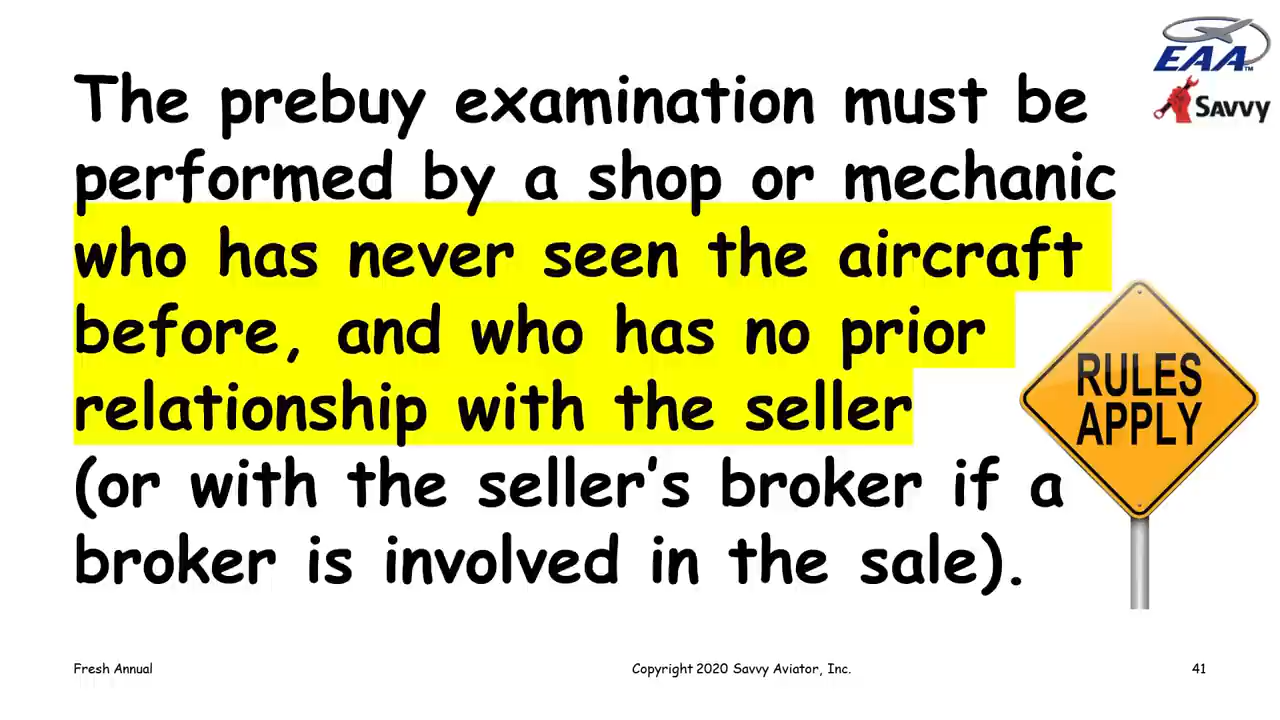 EAA
SAVVY
The prebuy examination must be
performed by a shop or mechanic
who has never seen the aircraft
before, and who has no prior
relationship with the seller
(or with the seller's broker if a
broker is involved in the sale).
RULES
APPLY
Fresh Annual
Copyright 2020 Savvy Aviator, Inc.
41